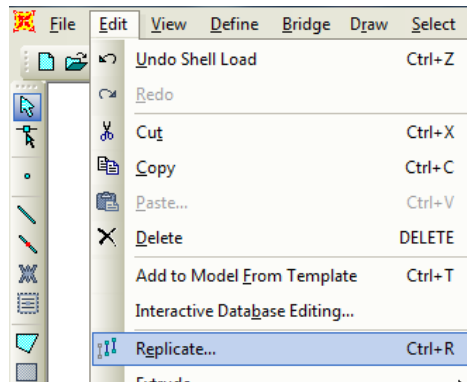 File Edit View Define Bridge Draw Select
Undo Shell Load Ctrl+Z
Redo
Cut Ctrl+X
Copy Ctrl+C
Paste... Ctrl+V
Delete DELETE
Add to Model From Template Ctrl+T
Interactive Database Editing...
Replicate... Ctrl+R